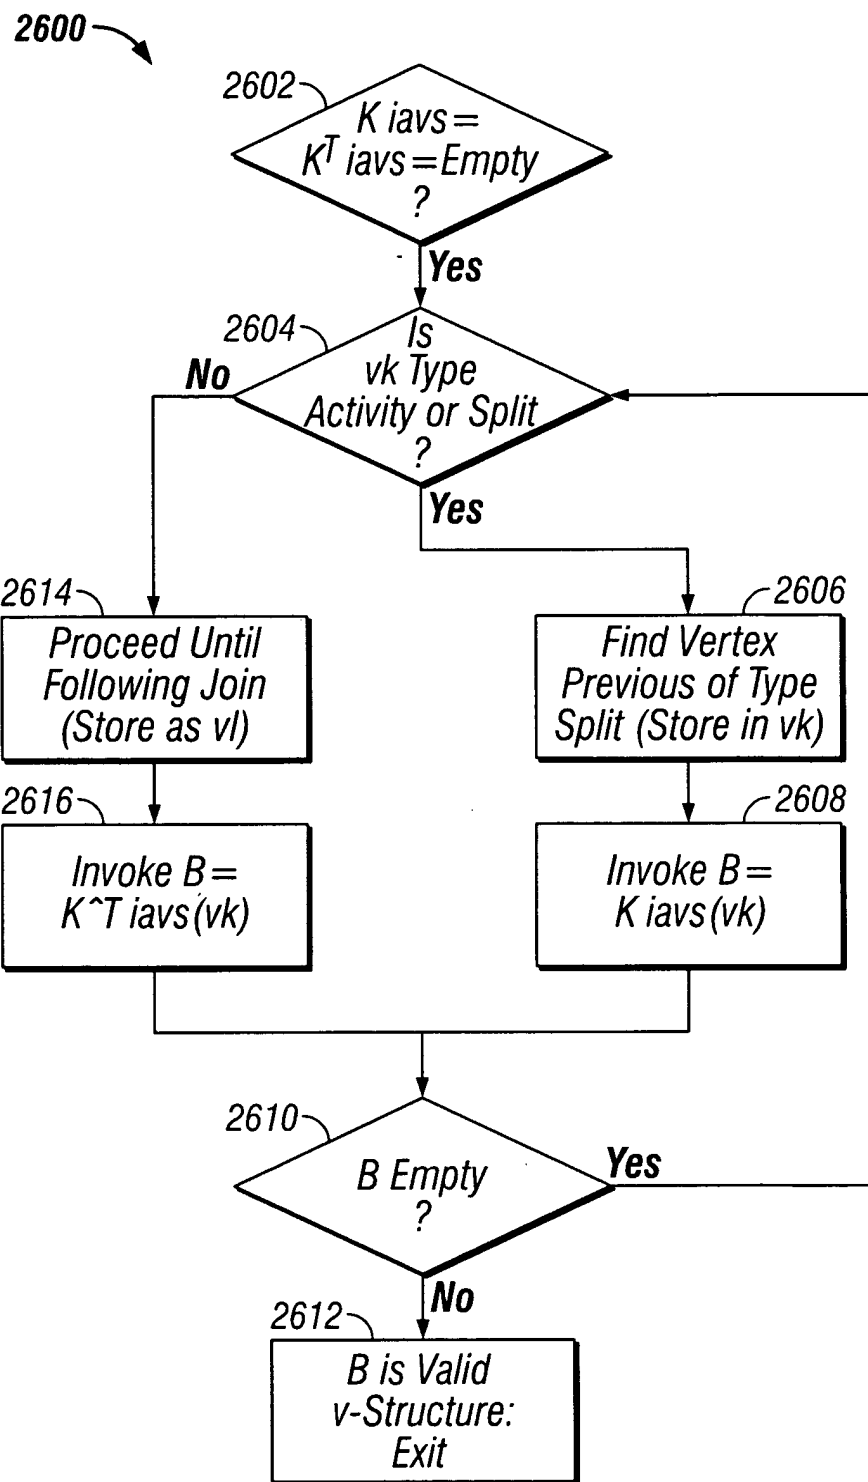 2600
2602
K iavs =
K^T iavs = Empty
?
Yes
2604
Is
vk Type
Activity or Split
?
No
Yes
2614
Proceed Until
Following Join
(Store as vl)
2606
Find Vertex
Previous of Type
Split (Store in vk)
2616
Invoke B =
K^T iavs (vk)
2608
Invoke B =
K iavs (vk)
2610
B Empty
?
Yes
No
2612
B is Valid
v-Structure:
Exit